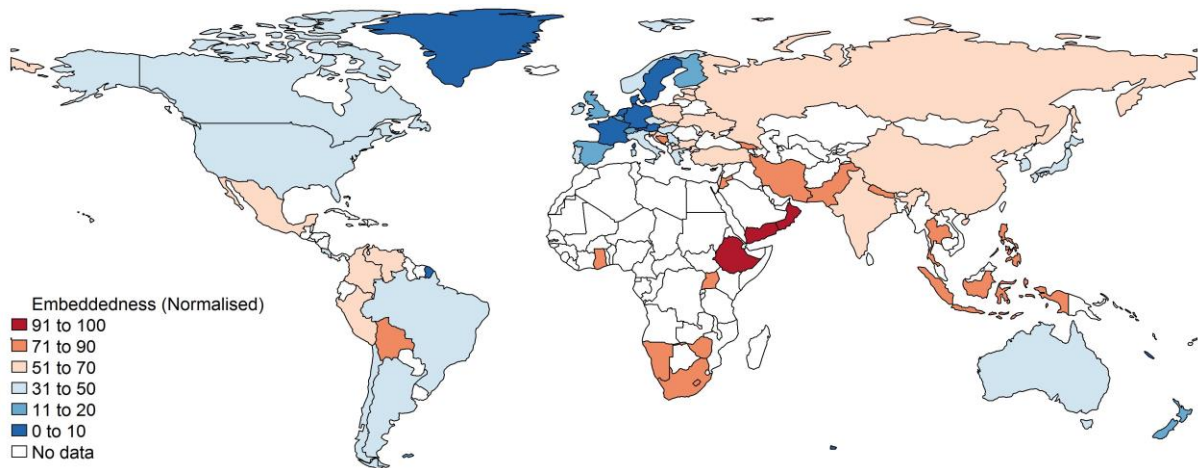 Embeddedness (Normalised)
91 to 100
71 to 90
51 to 70
31 to 50
11 to 20
0 to 10
No data